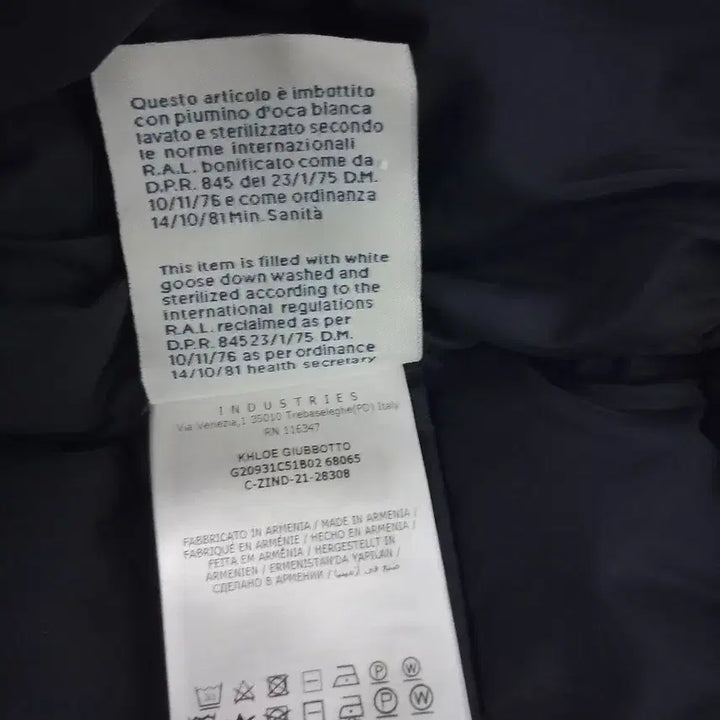 Questo articolo è imbottito
con piumino d'oca bianca
lavato e sterilizzato secondo
le norme internazionali
R.A.L. bonificato come da
D.P.R. 845 del 23/1/75 D.M.
10/11/76 e come ordinanza
14/10/81 Min. Sanità
This item is filled with white
goose down washed and
sterilized according to the
international regulations
R.A.L. reclaimed as per
D.P.R. 84523/1/75 D.M.
10/11/76 as per ordinance
14/10/81 health secretary
INDUSTRIES
Via Venezia,1 35010 Trebaseleghe(PD) Italy
RN 116347
KHLOE GIUBBOTTO
G20931C51B02 68065
C-ZIND-21-28308
FABBRICATO IN ARMENIA / MADE IN ARMENIA /
FABRIQUÉ EN ARMÉNIE / HECHO EN ARMENIA /
FEITA EM ARMÊNIA / HERGESTELLT IN
ARMENIEN / ERMENISTAN'DA YAPILAN /
СДЕЛАНО В АРМЕНИИ / صنع في أرمينيا
P W
P W